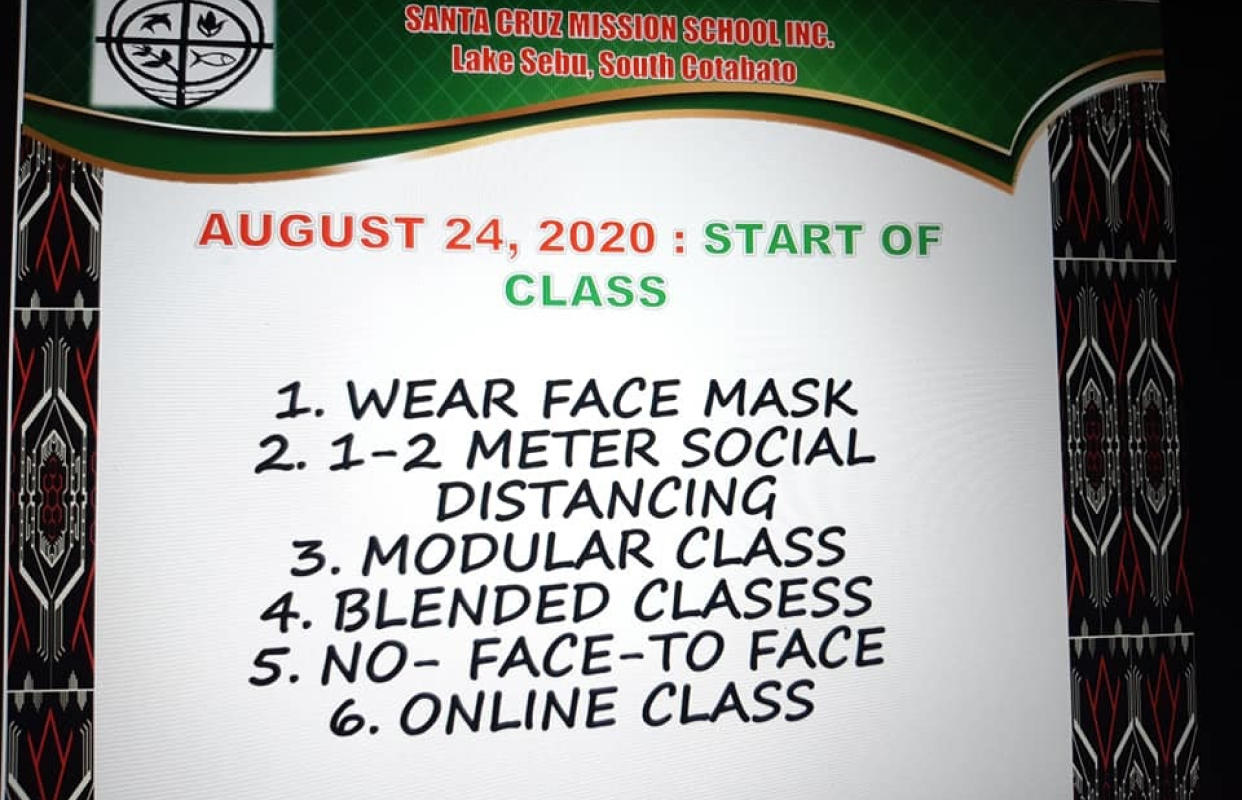 SANTA CRUZ MISSION SCHOOL INC.
Lake Sebu, South Cotabato
AUGUST 24, 2020 : START OF
CLASS
1. WEAR FACE MASK
2. 1-2 METER SOCIAL
DISTANCING
3. MODULAR CLASS
4. BLENDED CLASESS
5. NO- FACE-TO FACE
6. ONLINE CLASS